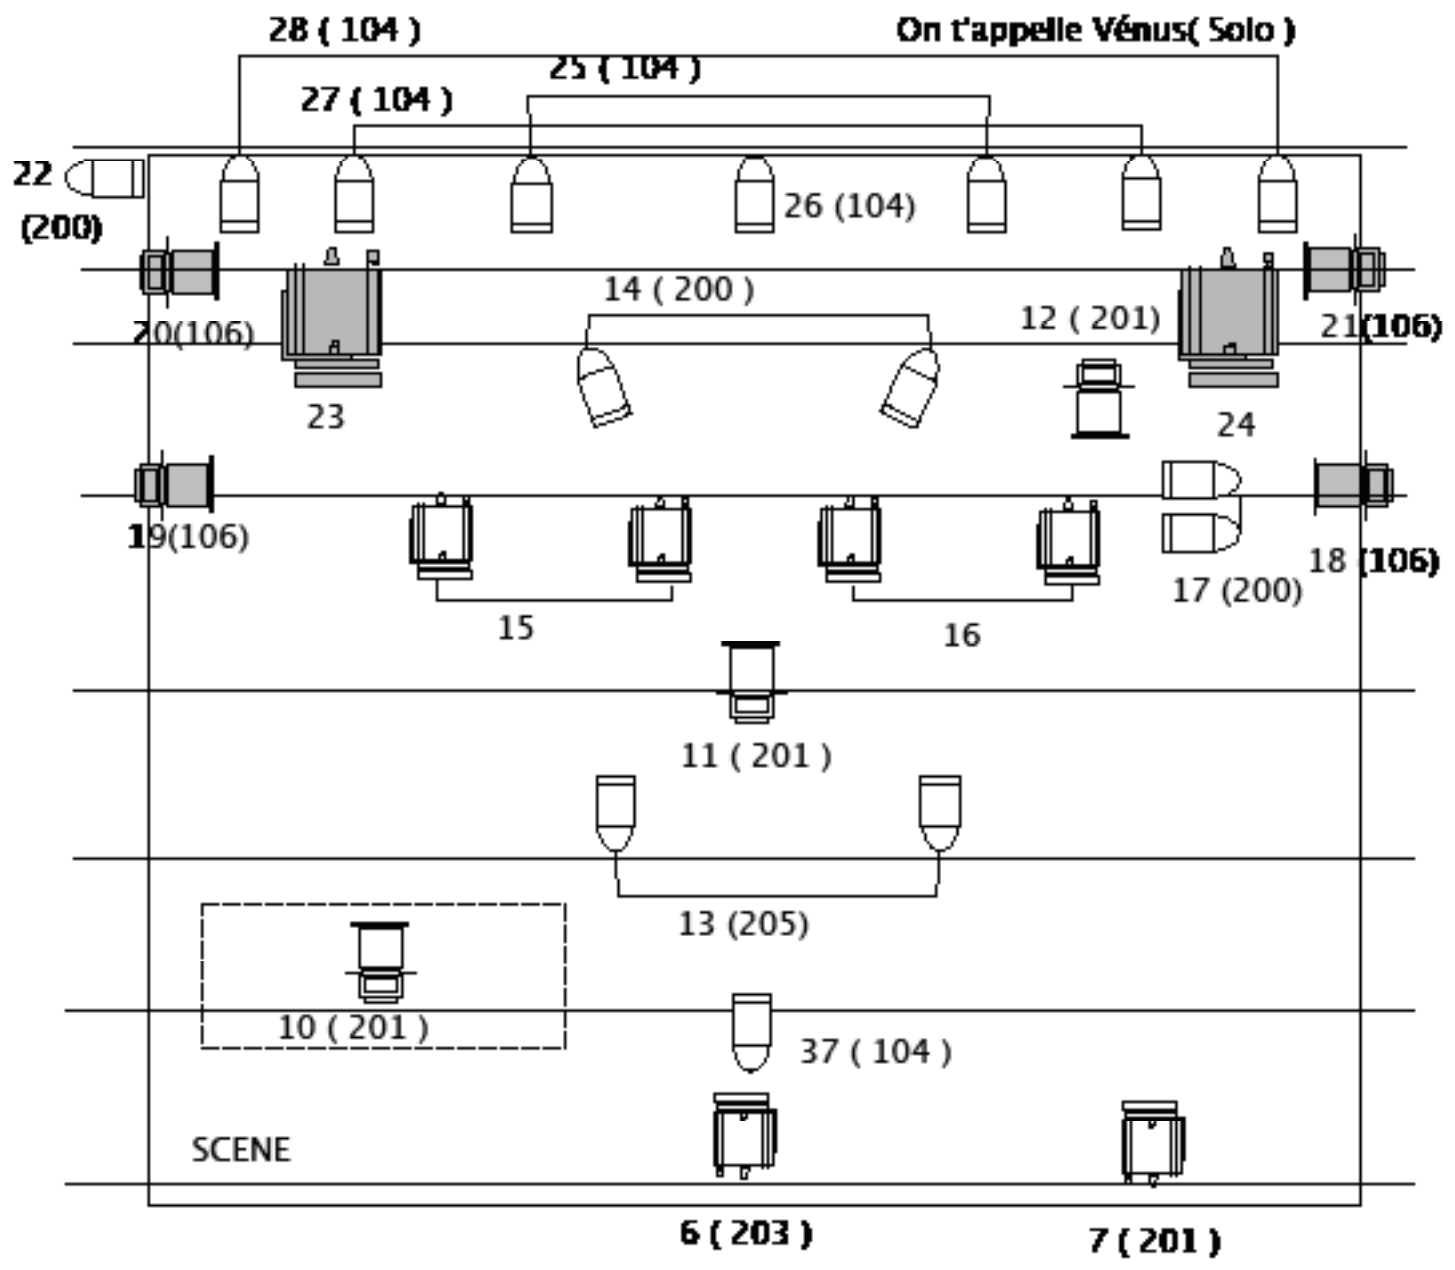 28 ( 104 )
On t'appelle Vénus( Solo )
25 ( 104 )
27 ( 104 )
22
(200)
26 (104)
14 ( 200 )
12 ( 201)
20(106)
21(106)
23
24
19(106)
18 (106)
17 (200)
15
16
11 ( 201 )
13 (205)
10 ( 201 )
37 ( 104 )
SCENE
6 ( 203 )
7 ( 201 )